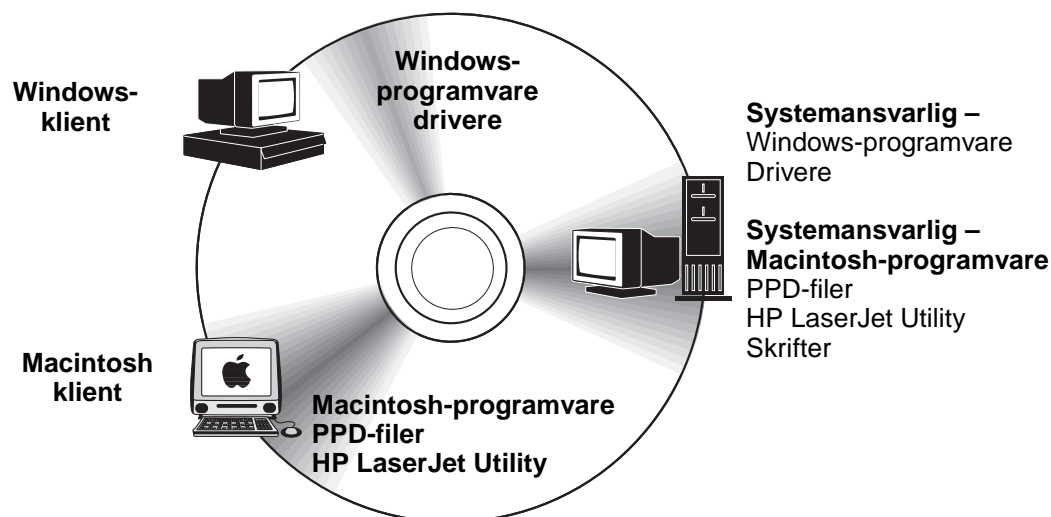 Windows-
klient
Windows-
programvare
drivere
Systemansvarlig –
Windows-programvare
Drivere
Systemansvarlig –
Macintosh-programvare
PPD-filer
HP LaserJet Utility
Skrifter
Macintosh
klient
Macintosh-programvare
PPD-filer
HP LaserJet Utility